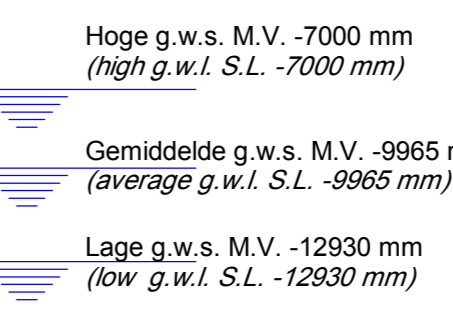 Hoge g.w.s. M.V. -7000 mm
(high g.w.l. S.L. -7000 mm)
Gemiddelde g.w.s. M.V. -9965
(average g.w.l. S.L. -9965 mm)
Lage g.w.s. M.V. -12930 mm
(low g.w.l. S.L. -12930 mm)